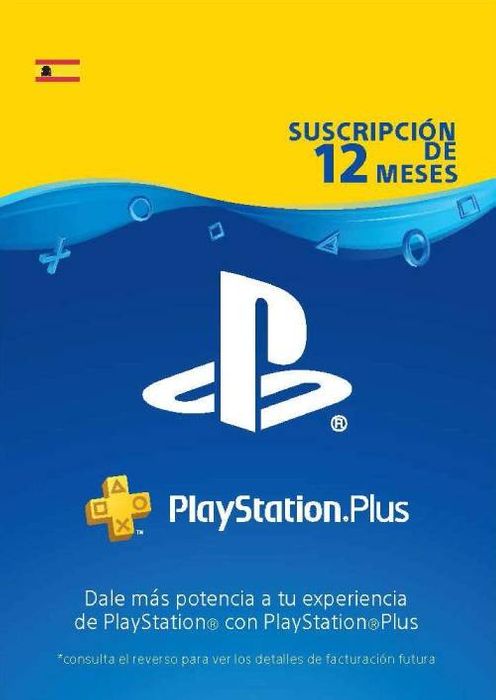 SUSCRIPCIÓN
DE
12 MESES
®
PlayStation.Plus
™
Dale más potencia a tu experiencia
de PlayStation® con PlayStation®Plus
*consulta el reverso para ver los detalles de facturación futura